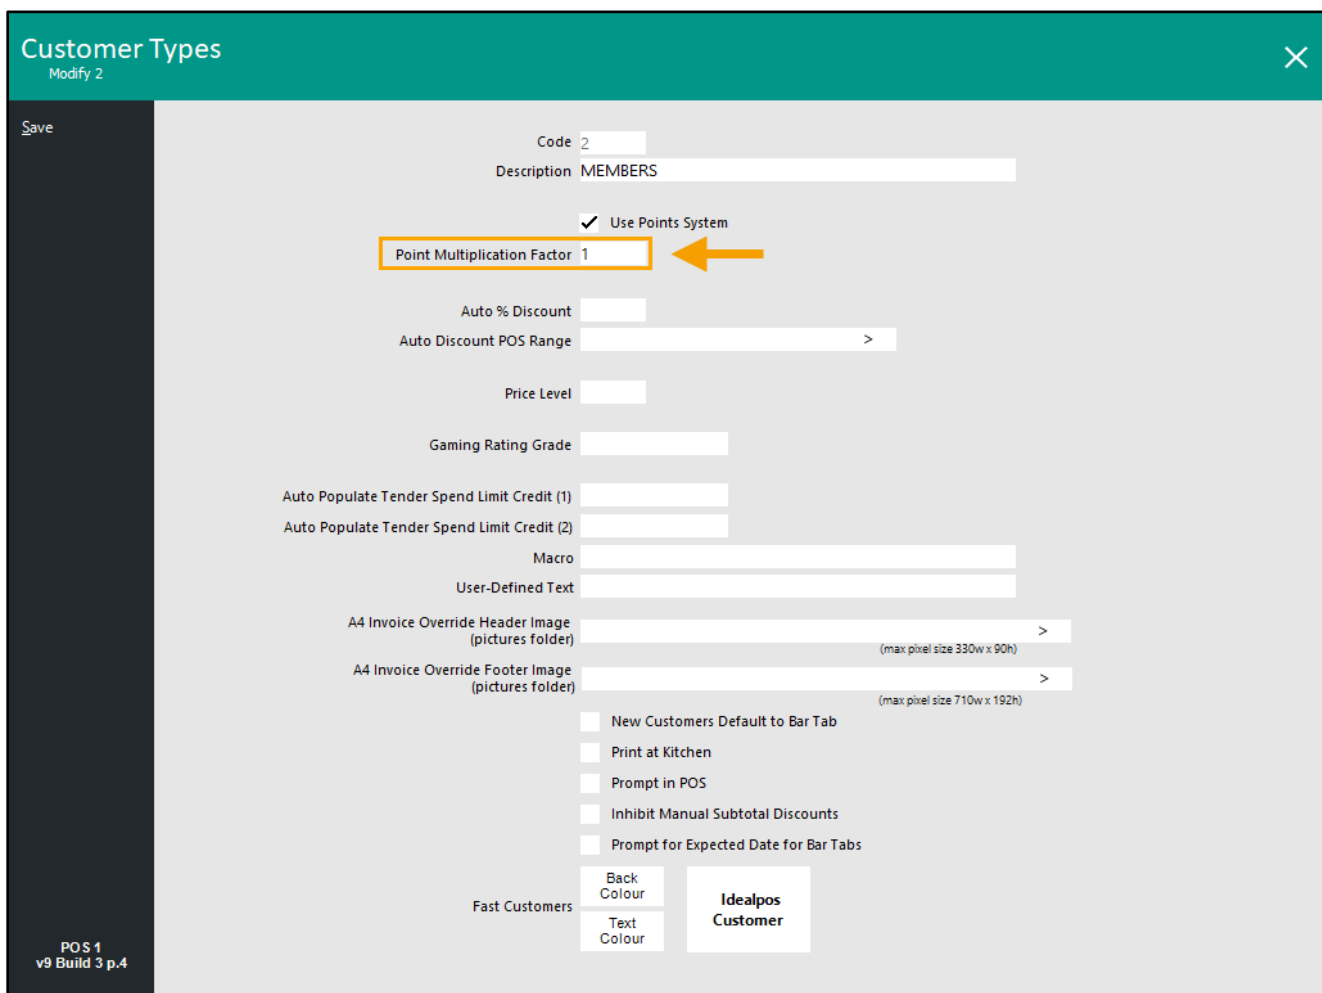 Customer Types
Modify 2
Save
Code 2
Description MEMBERS
Use Points System
Point Multiplication Factor 1
Auto % Discount
Auto Discount POS Range >
Price Level
Gaming Rating Grade
Auto Populate Tender Spend Limit Credit (1)
Auto Populate Tender Spend Limit Credit (2)
Macro
User-Defined Text
A4 Invoice Override Header Image
(pictures folder) >
(max pixel size 330w x 90h)
A4 Invoice Override Footer Image
(pictures folder) >
(max pixel size 710w x 192h)
New Customers Default to Bar Tab
Print at Kitchen
Prompt in POS
Inhibit Manual Subtotal Discounts
Prompt for Expected Date for Bar Tabs
Fast Customers
Back
Colour
Text
Colour
Idealpos
Customer
POS 1
v9 Build 3 p.4